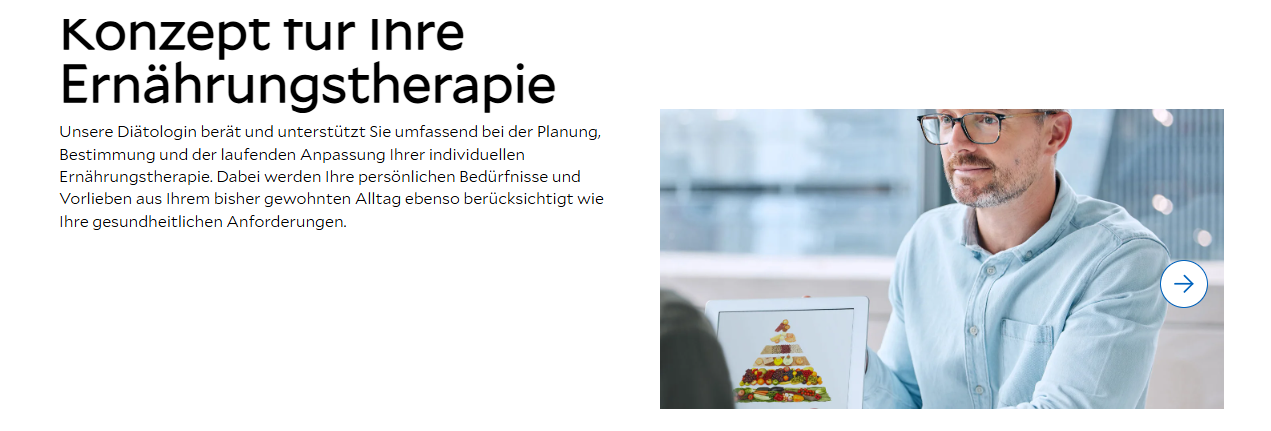 Konzept für Ihre
Ernährungstherapie
Unsere Diätologin berät und unterstützt Sie umfassend bei der Planung,
Bestimmung und der laufenden Anpassung Ihrer individuellen
Ernährungstherapie. Dabei werden Ihre persönlichen Bedürfnisse und
Vorlieben aus Ihrem bisher gewohnten Alltag ebenso berücksichtigt wie
Ihre gesundheitlichen Anforderungen.